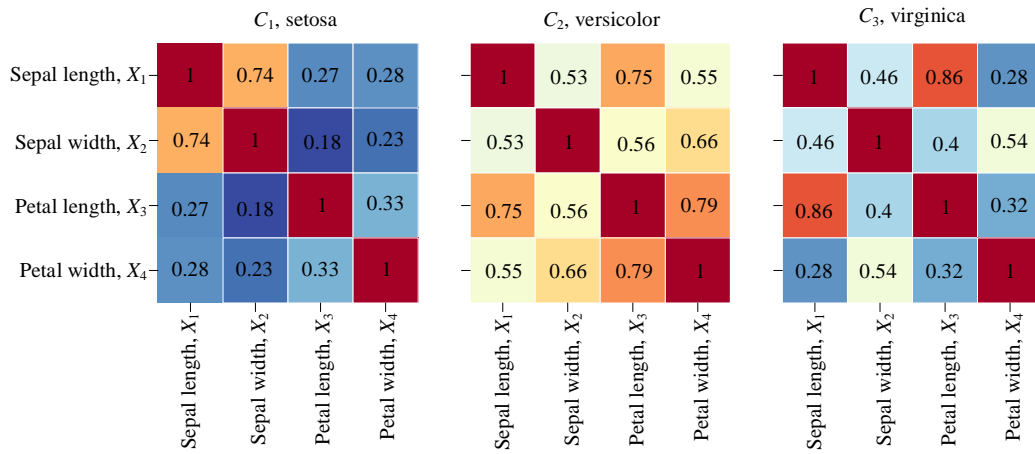 C1, setosa
C2, versicolor
C3, virginica
Sepal length, X1
1 0.74 0.27 0.28
1 0.53 0.75 0.55
1 0.46 0.86 0.28
Sepal width, X2
0.74 1 0.18 0.23
0.53 1 0.56 0.66
0.46 1 0.4 0.54
Petal length, X3
0.27 0.18 1 0.33
0.75 0.56 1 0.79
0.86 0.4 1 0.32
Petal width, X4
0.28 0.23 0.33 1
0.55 0.66 0.79 1
0.28 0.54 0.32 1
Sepal length, X1
Sepal width, X2
Petal length, X3
Petal width, X4
Sepal length, X1
Sepal width, X2
Petal length, X3
Petal width, X4
Sepal length, X1
Sepal width, X2
Petal length, X3
Petal width, X4